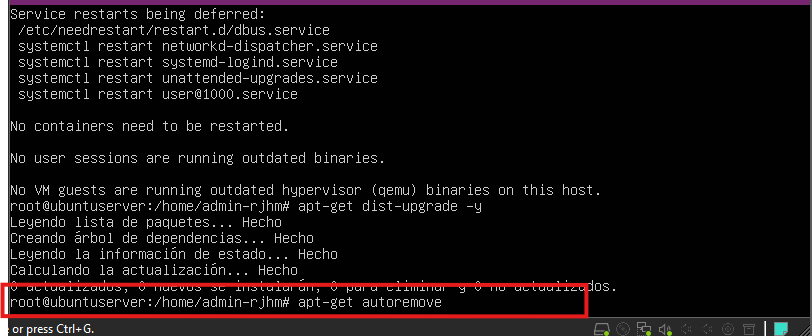 Service restarts being deferred:
/etc/needrestart/restart.d/dbus.service
systemctl restart networkd-dispatcher.service
systemctl restart systemd-logind.service
systemctl restart unattended-upgrades.service
systemctl restart user@1000.service
No containers need to be restarted.
No user sessions are running outdated binaries.
No VM guests are running outdated hypervisor (qemu) binaries on this host.
root@ubuntuserver:/home/admin-rjhm# apt-get dist-upgrade -y
Leyendo lista de paquetes... Hecho
Creando árbol de dependencias... Hecho
Leyendo la información de estado... Hecho
Calculando la actualización... Hecho
0 actualizados, 0 nuevos se instalarán, 0 para eliminar y 0 no actualizados.
root@ubuntuserver:/home/admin-rjhm# apt-get autoremove
e or press Ctrl+G.